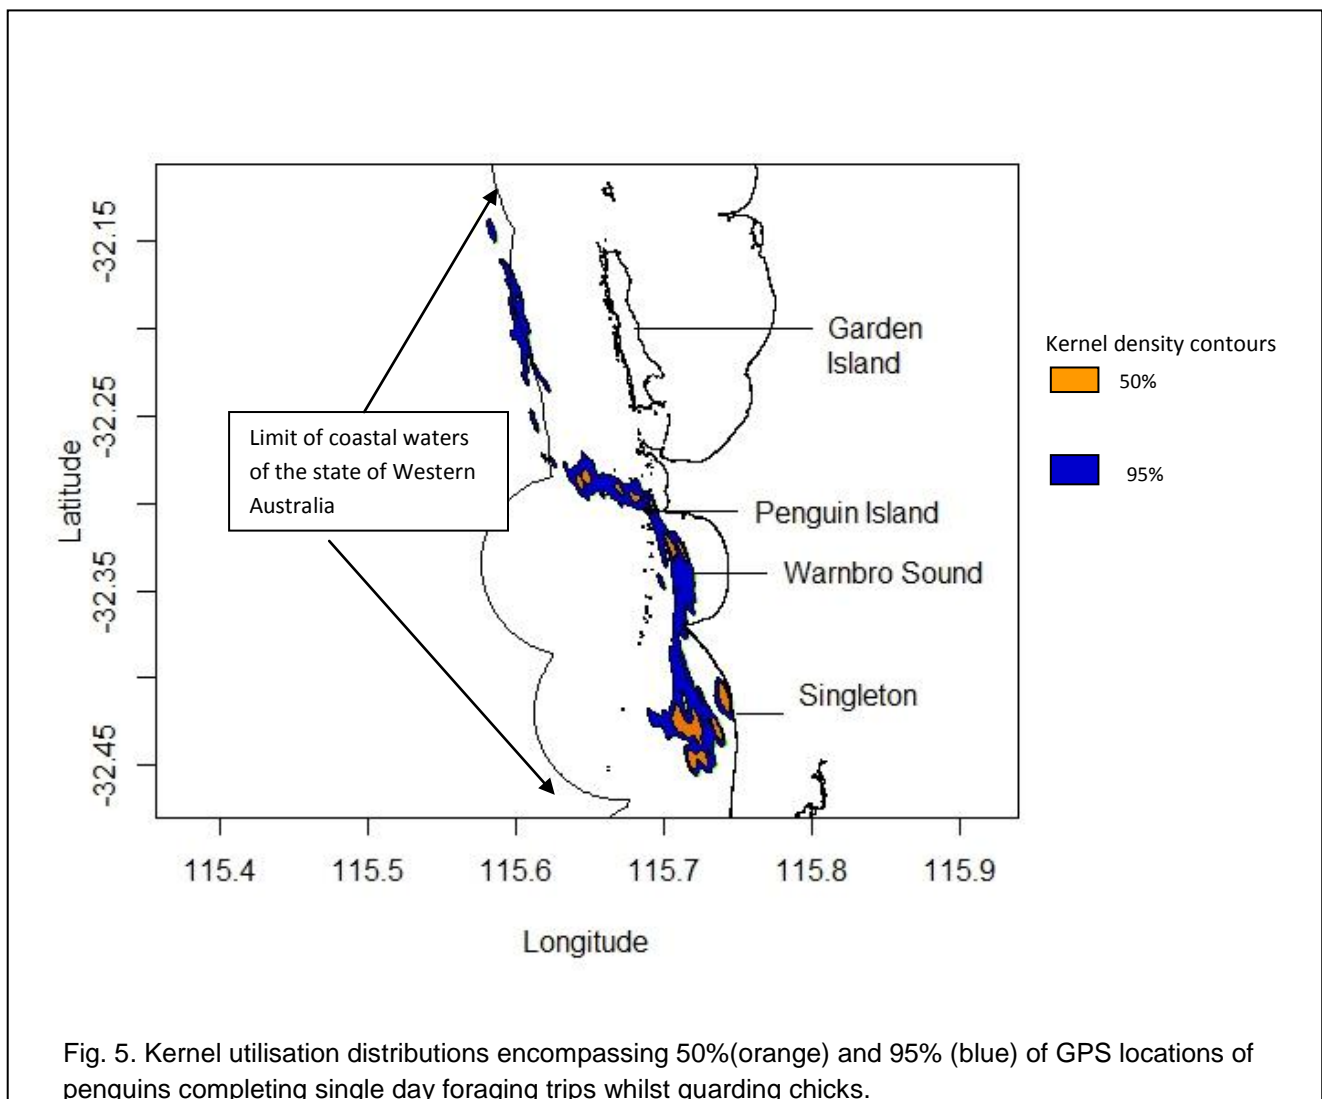 -32.15
-32.25
-32.35
-32.45
Latitude
Limit of coastal waters
of the state of Western
Australia
Garden
Island
Penguin Island
Warnbro Sound
Singleton
Kernel density contours
50%
95%
115.4
115.5
115.6
115.7
115.8
115.9
Longitude
Fig. 5. Kernel utilisation distributions encompassing 50%(orange) and 95% (blue) of GPS locations of
penguins completing single day foraging trips whilst guarding chicks.